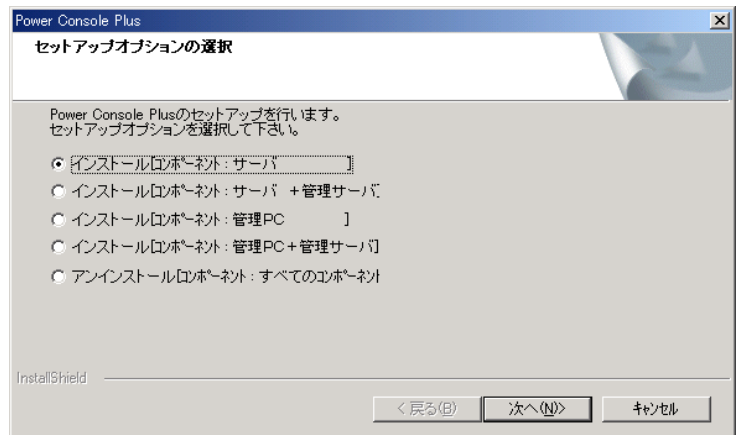 Power Console Plus
セットアップオプションの選択
Power Console Plusのセットアップを行います。
セットアップオプションを選択して下さい。
インストール[ｺﾝﾎﾟｰﾈﾝﾄ：サーバ ]
インストール[ｺﾝﾎﾟｰﾈﾝﾄ：サーバ ＋管理サーバ]
インストール[ｺﾝﾎﾟｰﾈﾝﾄ：管理PC ]
インストール[ｺﾝﾎﾟｰﾈﾝﾄ：管理PC＋管理サーバ]
アンインストール[ｺﾝﾎﾟｰﾈﾝﾄ：すべてのｺﾝﾎﾟｰﾈﾝﾄ
InstallShield
< 戻る(B) 次へ(N)> ｷｬﾝｾﾙ